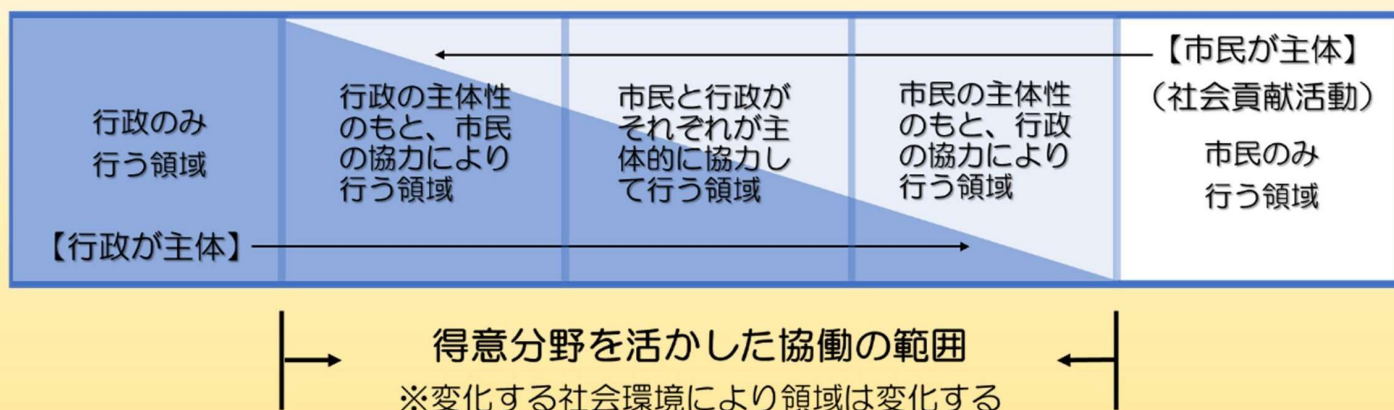 行政のみ
行う領域
【行政が主体】
行政の主体性
のもと、市民
の協力により
行う領域
市民と行政が
それぞれが主
体的に協力し
て行う領域
市民の主体性
のもと、行政
の協力により
行う領域
【市民が主体】
（社会貢献活動）
市民のみ
行う領域
得意分野を活かした協働の範囲
※変化する社会環境により領域は変化する